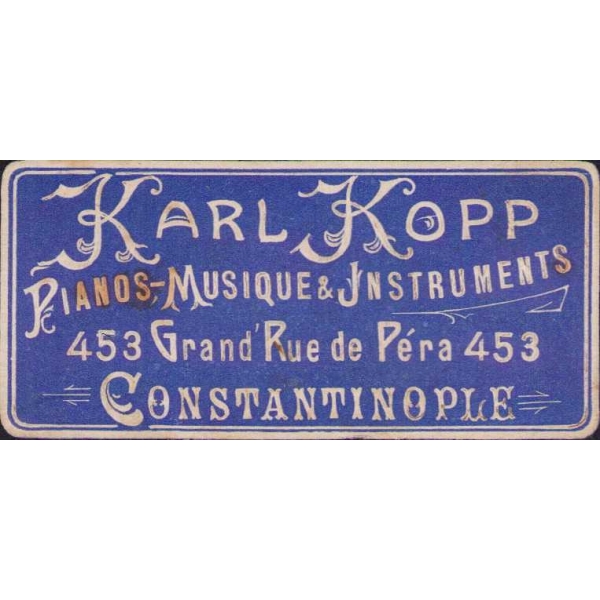 KARL KOPP
PIANOS-MUSIQUE & INSTRUMENTS
453 Grand'Rue de Péra 453
CONSTANTINOPLE